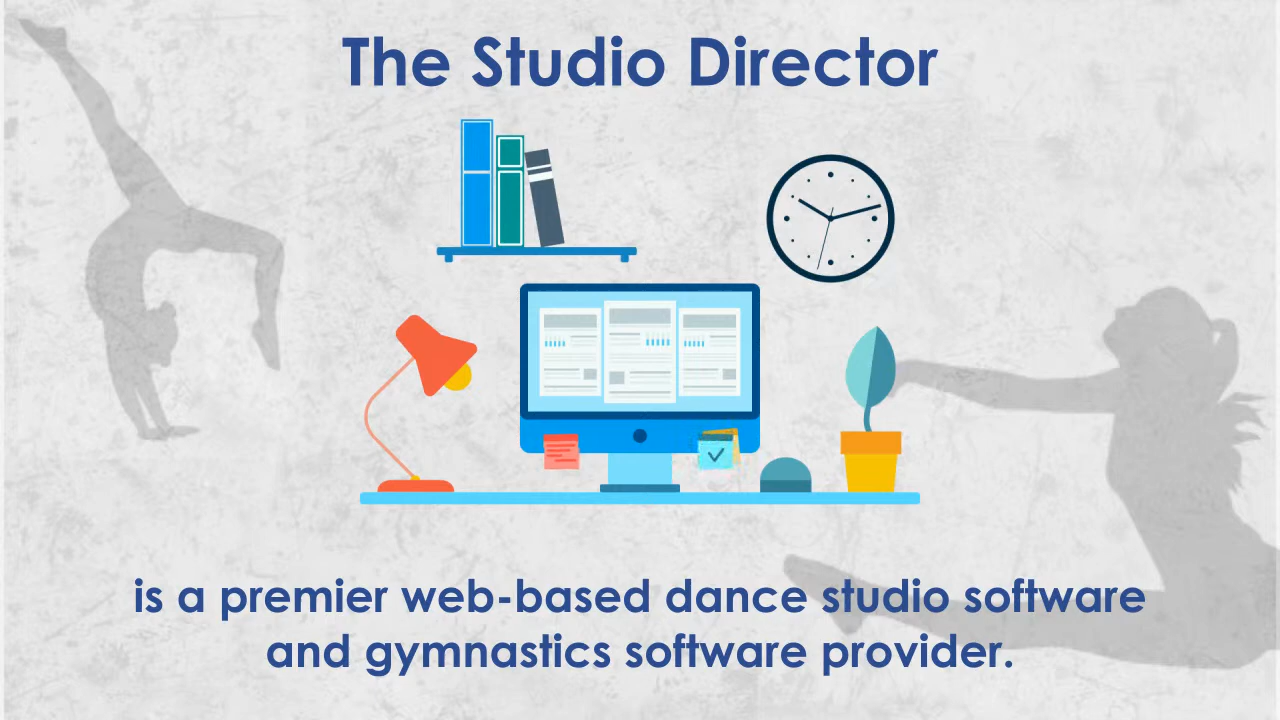 The Studio Director
is a premier web-based dance studio software
and gymnastics software provider.